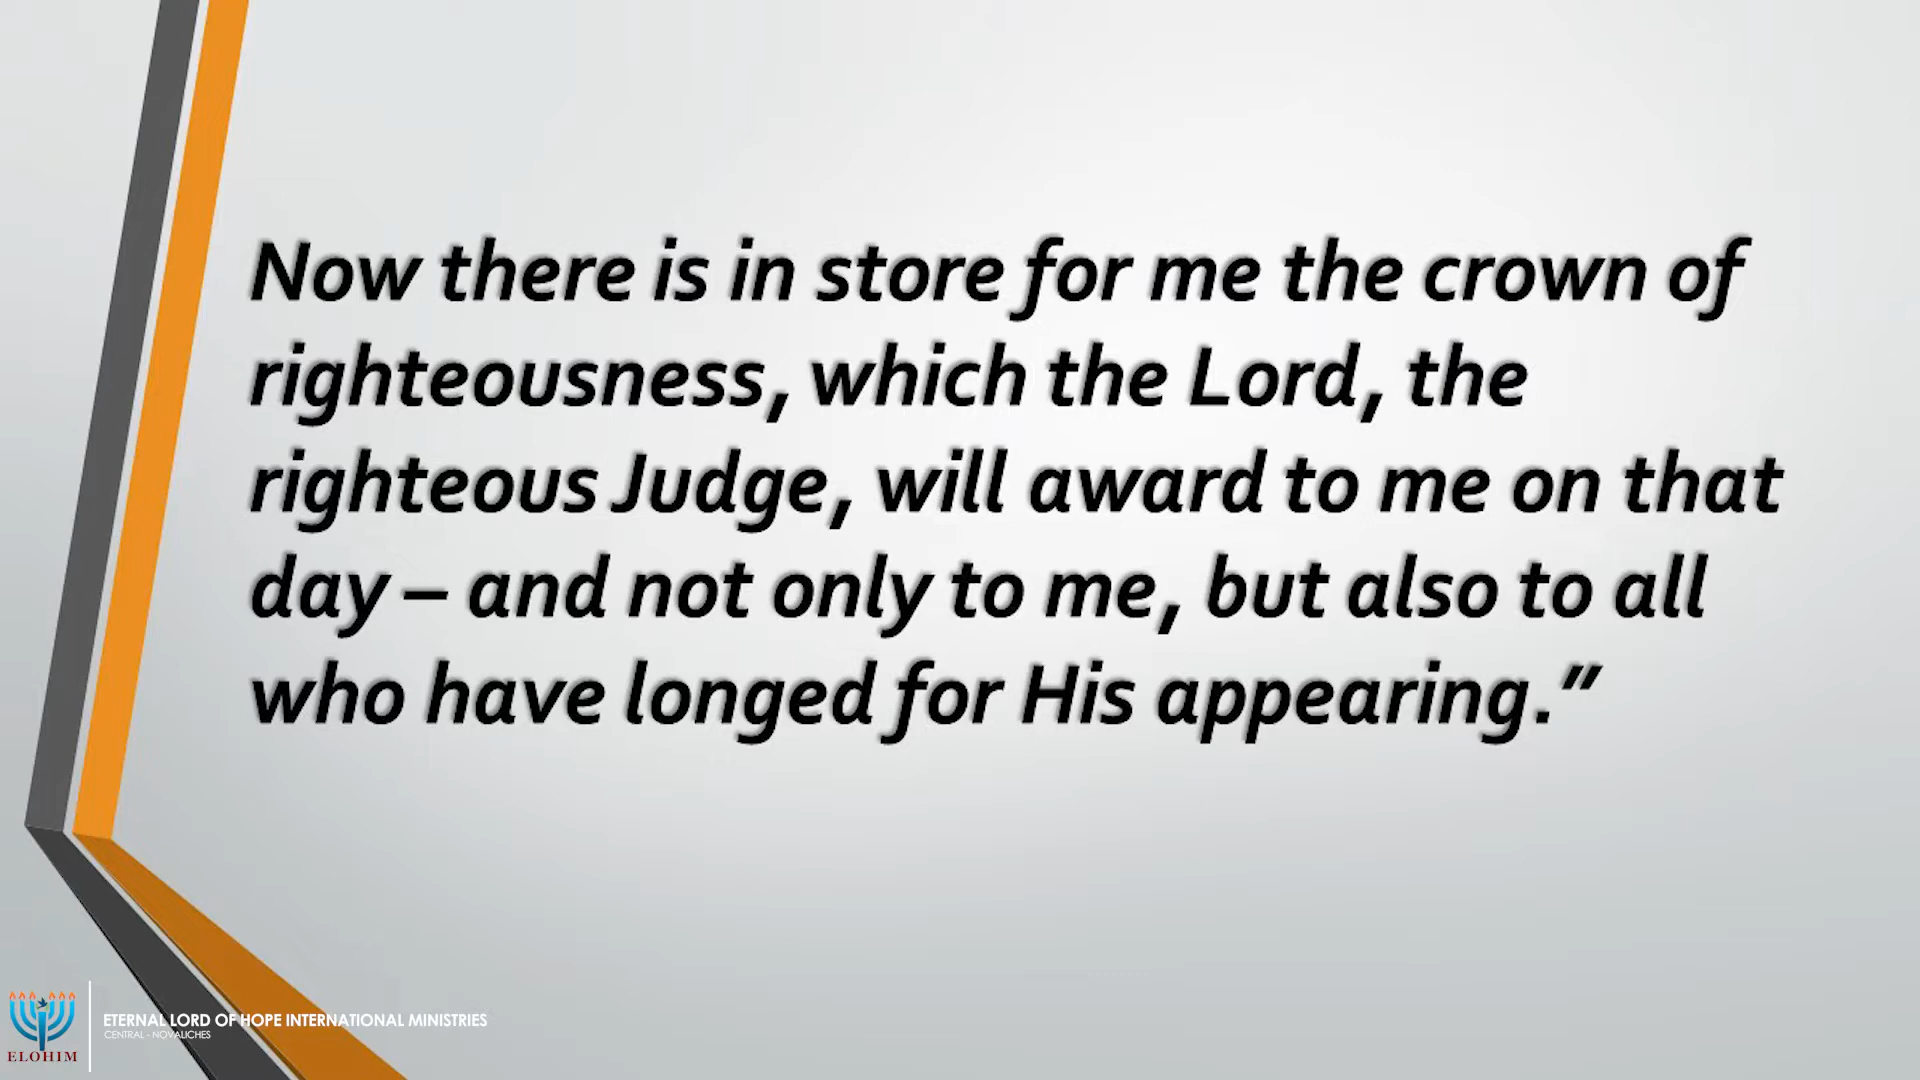 Now there is in store for me the crown of
righteousness, which the Lord, the
righteous Judge, will award to me on that
day – and not only to me, but also to all
who have longed for His appearing.”
ELOHIM
ETERNAL LORD OF HOPE INTERNATIONAL MINISTRIES
CENTRAL - NOVALICHES